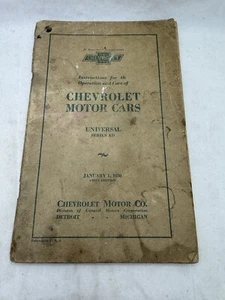 Instructions for the
Operation and Care of
CHEVROLET
MOTOR CARS
UNIVERSAL
SERIES AD
JANUARY 1, 1930
CHEVROLET MOTOR CO.
Division of General Motors Corporation
DETROIT MICHIGAN